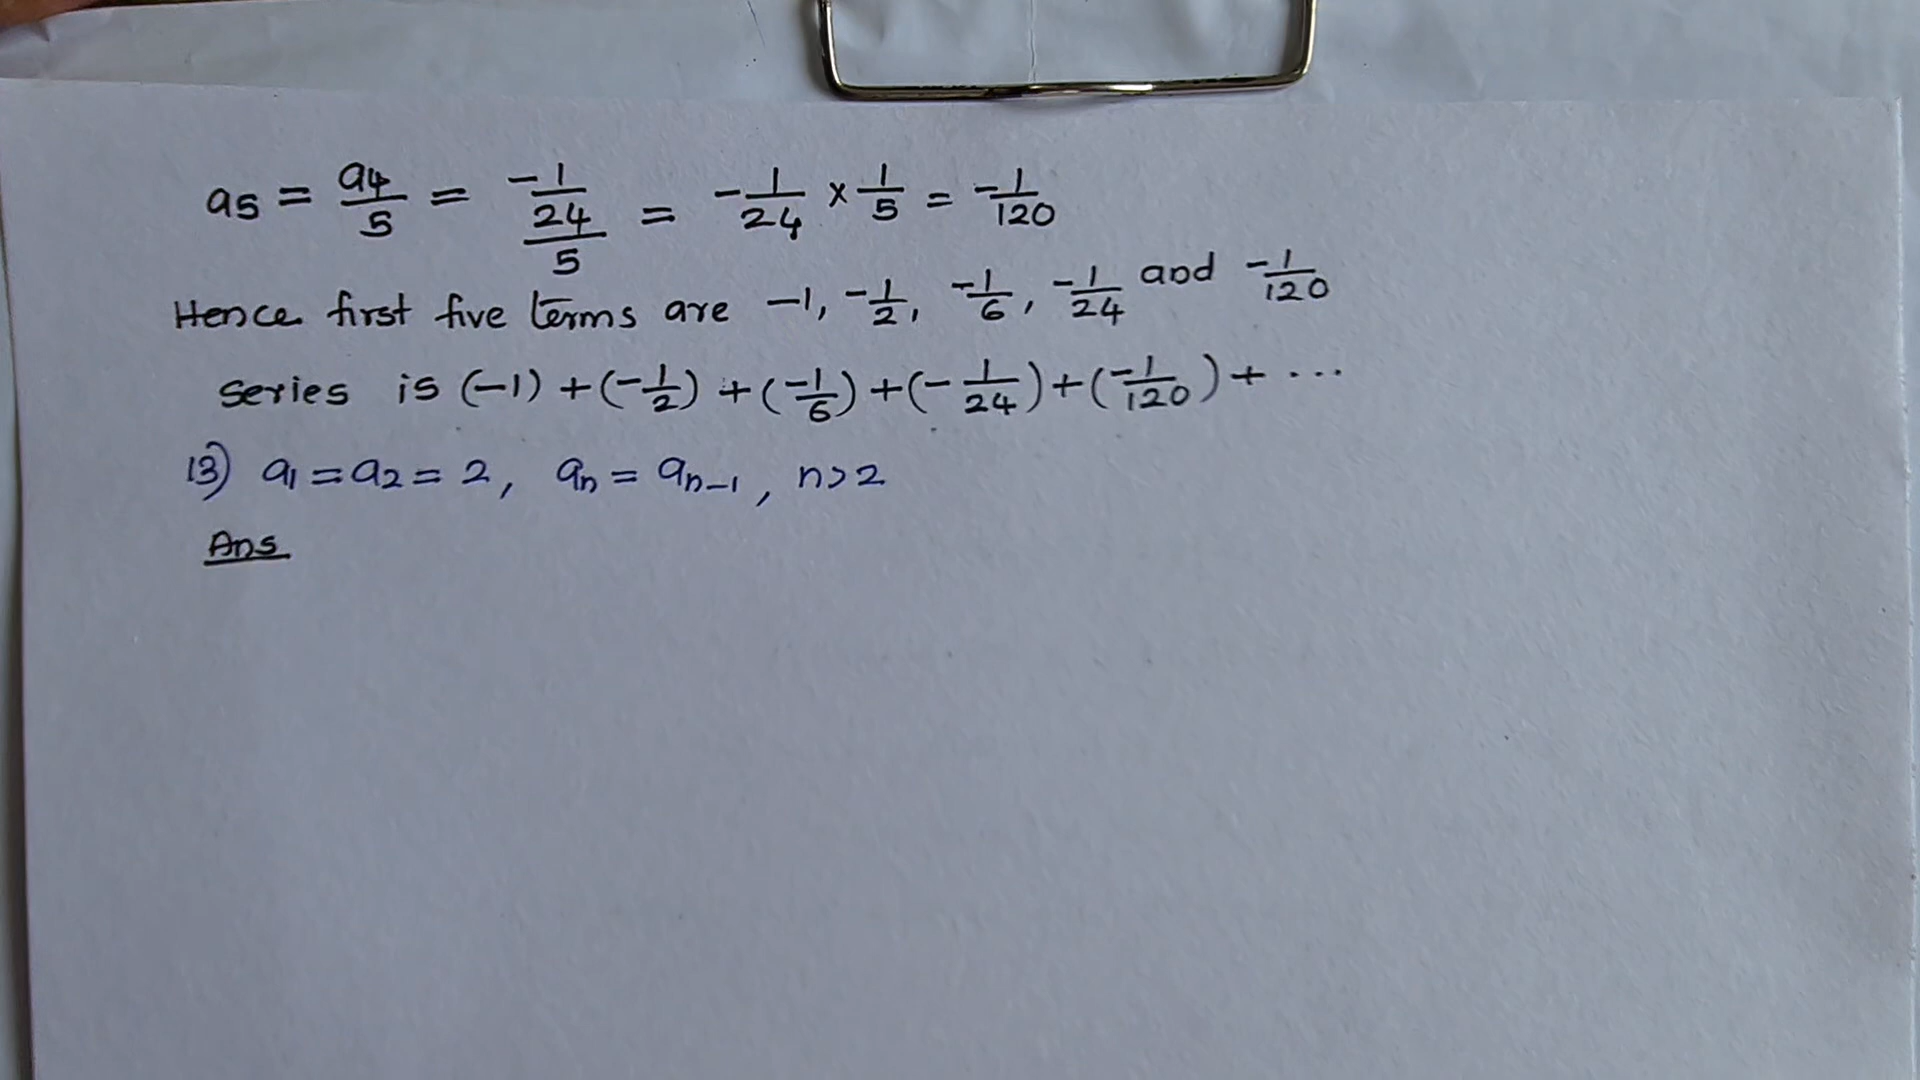 a5 = a4/5 = (-1/24)/5 = -1/24 × 1/5 = -1/120
Hence first five terms are -1, -1/2, -1/6, -1/24 and -1/120
series is (-1) + (-1/2) + (-1/6) + (-1/24) + (-1/120) + ...
13) a1 = a2 = 2, an = an-1, n>2
Ans